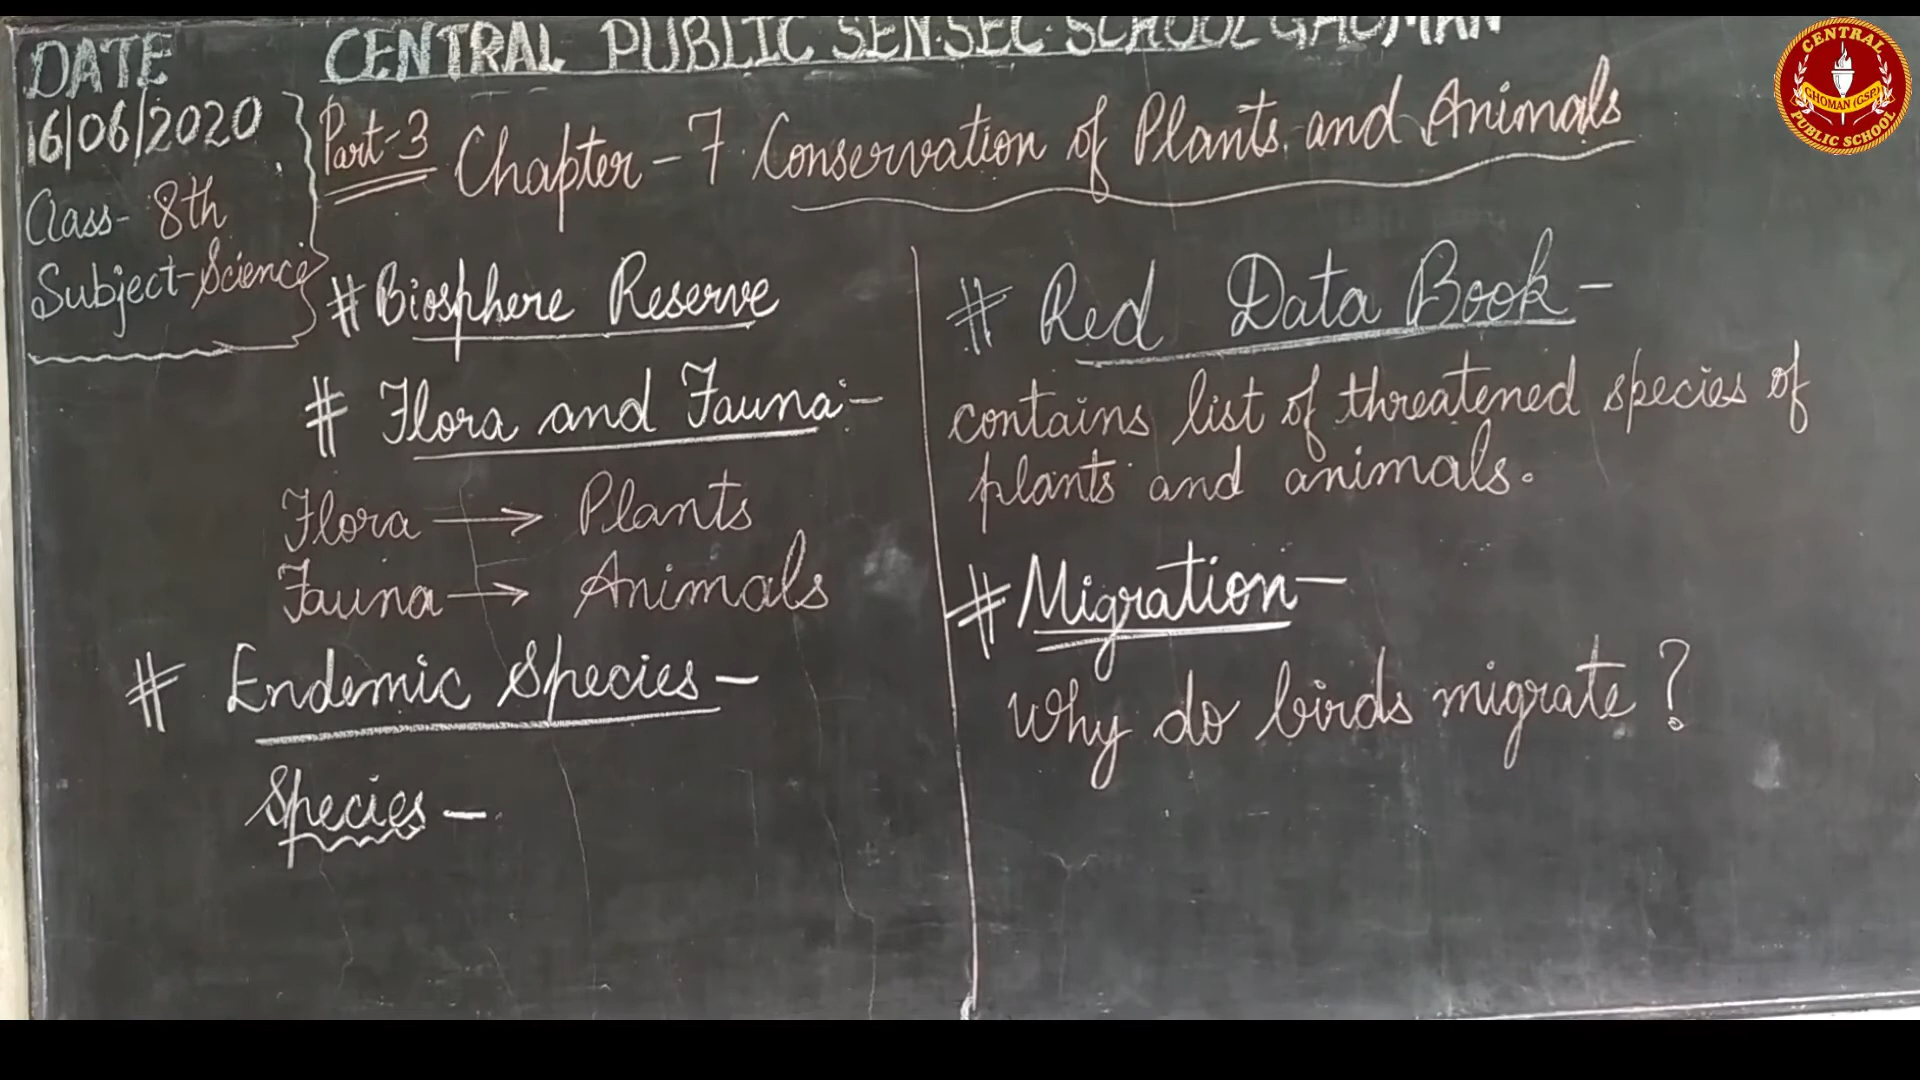 DATE
16/06/2020
Class- 8th
Subject-Science
CENTRAL PUBLIC SEN.SEC.SCHOOL GHOMAN
Part-3 Chapter-7 Conservation of Plants and Animals
# Biosphere Reserve
# Flora and Fauna:-
Flora → Plants
Fauna → Animals
# Endemic Species-
Species-
# Red Data Book-
contains list of threatened species of
plants and animals.
# Migration-
Why do birds migrate?
CENTRAL
GHOMAN (GSP)
PUBLIC SCHOOL